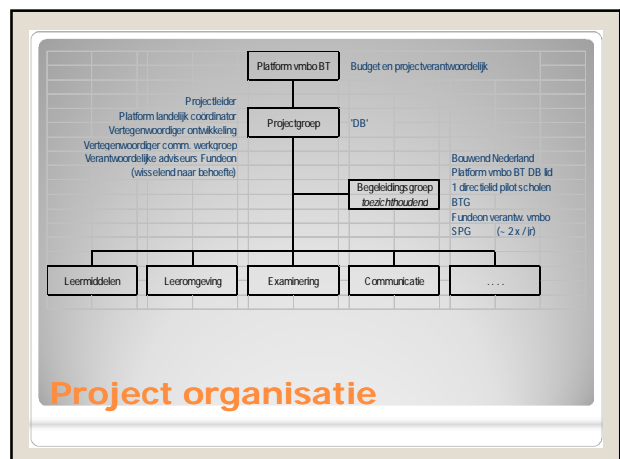 Platform vmbo BT
Budget en projectverantwoordelijk
Projectleider
Platform landelijk coördinator
Vertegenwoordiger ontwikkeling
Vertegenwoordiger comm. werkgroep
Verantwoordelijke adviseurs Fundeon
(wisselend naar behoefte)
Projectgroep
'DB'
Begeleidingsgroep
toezichthoudend
Bouwend Nederland
Platform vmbo BT DB lid
1 directielid pilot scholen
BTG
Fundeon verantw. vmbo
SPG (~ 2 x / jr)
Leermiddelen
Leeromgeving
Examinering
Communicatie
. . . .
Project organisatie